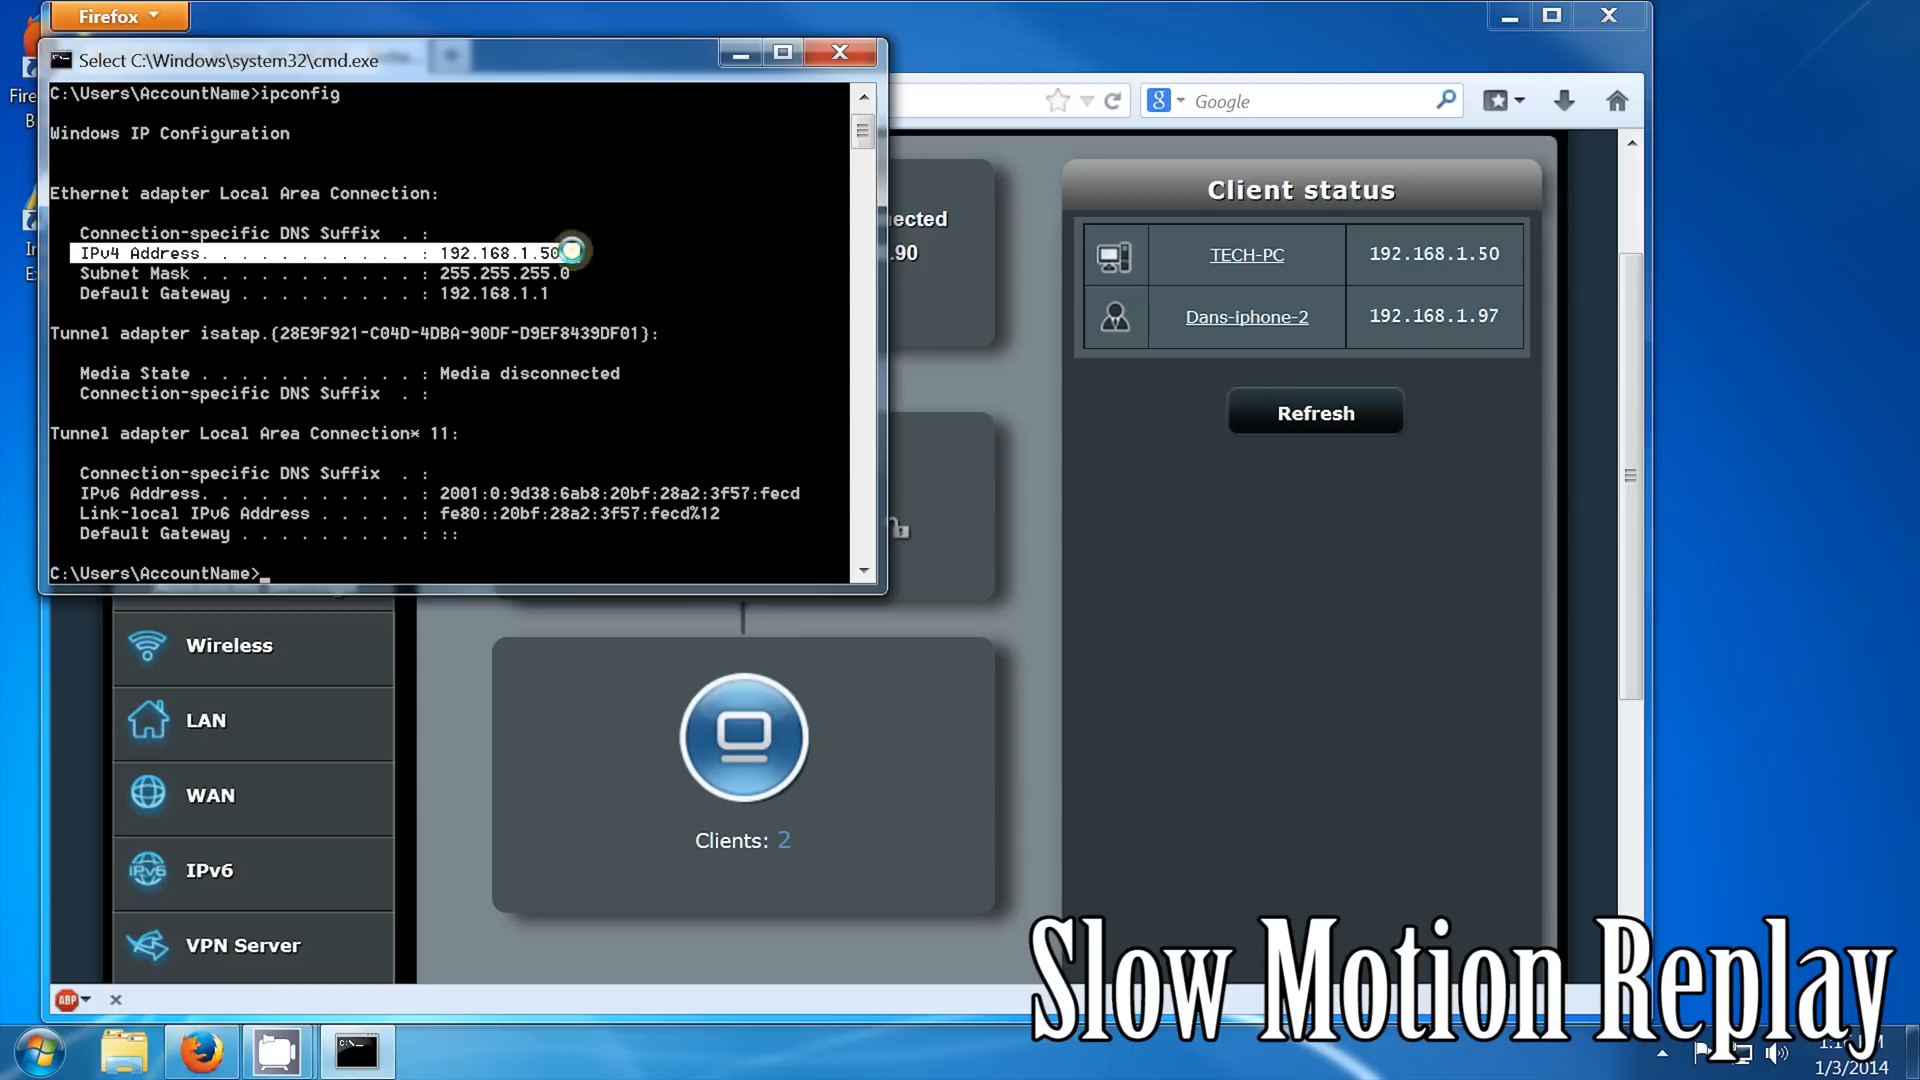 Firefox
Select C:\Windows\system32\cmd.exe
C:\Users\AccountName>ipconfig
Windows IP Configuration
Ethernet adapter Local Area Connection:
Connection-specific DNS Suffix . :
IPv4 Address. . . . . . . . . . . : 192.168.1.50
Subnet Mask . . . . . . . . . . . : 255.255.255.0
Default Gateway . . . . . . . . . : 192.168.1.1
Tunnel adapter isatap.{28E9F921-C04D-4DBA-90DF-D9EF8439DF01}:
Media State . . . . . . . . . . . : Media disconnected
Connection-specific DNS Suffix . :
Tunnel adapter Local Area Connection* 11:
Connection-specific DNS Suffix . :
IPv6 Address. . . . . . . . . . . : 2001:0:9d38:6ab8:20bf:28a2:3f57:fecd
Link-local IPv6 Address . . . . . : fe80::20bf:28a2:3f57:fecd%12
Default Gateway . . . . . . . . . : ::
C:\Users\AccountName>_
Google
ected
.90
Client status
TECH-PC 192.168.1.50
Dans-iphone-2 192.168.1.97
Refresh
Wireless
LAN
WAN
IPv6
VPN Server
Clients: 2
ABP
Slow Motion Replay
1/3/2014